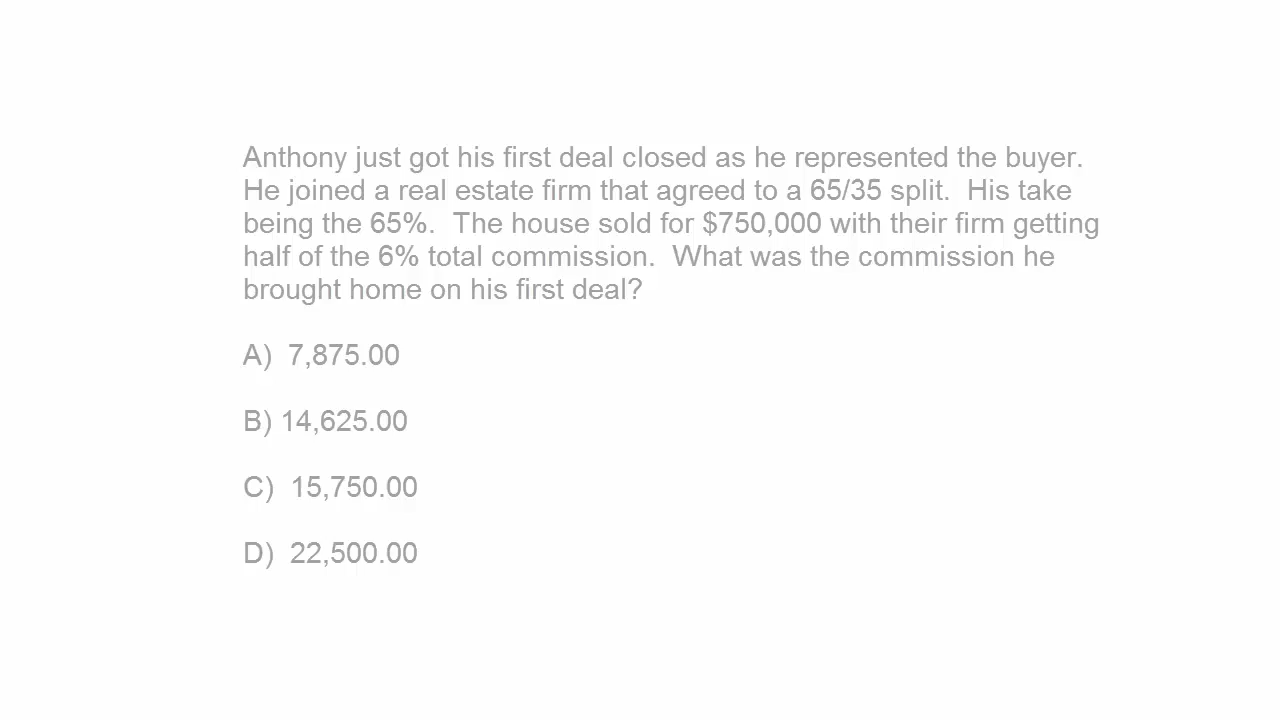 Anthony just got his first deal closed as he represented the buyer.
He joined a real estate firm that agreed to a 65/35 split.  His take
being the 65%.  The house sold for $750,000 with their firm getting
half of the 6% total commission.  What was the commission he
brought home on his first deal?
A)  7,875.00
B) 14,625.00
C)  15,750.00
D)  22,500.00